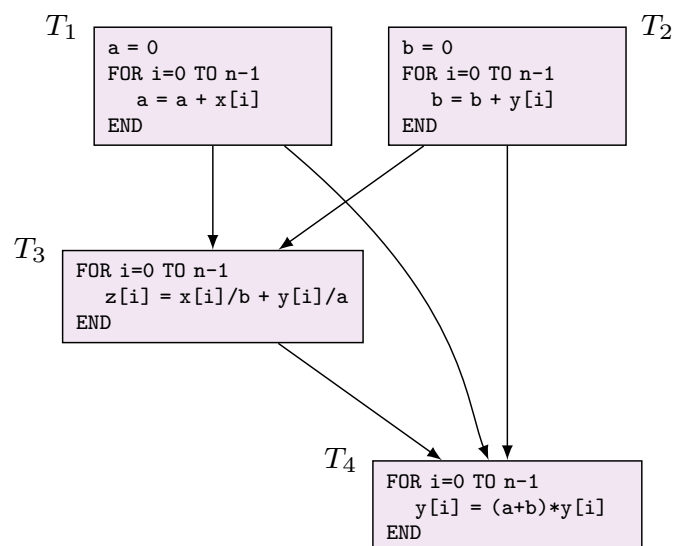 T1
a = 0
FOR i=0 TO n-1
a = a + x[i]
END
T2
b = 0
FOR i=0 TO n-1
b = b + y[i]
END
T3
FOR i=0 TO n-1
z[i] = x[i]/b + y[i]/a
END
T4
FOR i=0 TO n-1
y[i] = (a+b)*y[i]
END